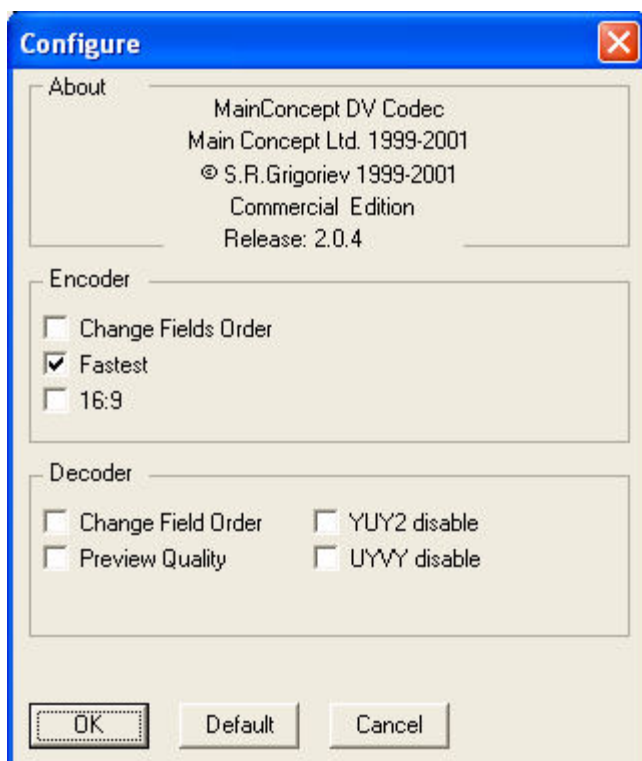 Configure
About
MainConcept DV Codec
Main Concept Ltd. 1999-2001
© S.R.Grigoriev 1999-2001
Commercial Edition
Release: 2.0.4
Encoder
Change Fields Order
Fastest
16:9
Decoder
Change Field Order YUY2 disable
Preview Quality UYVY disable
OK Default Cancel